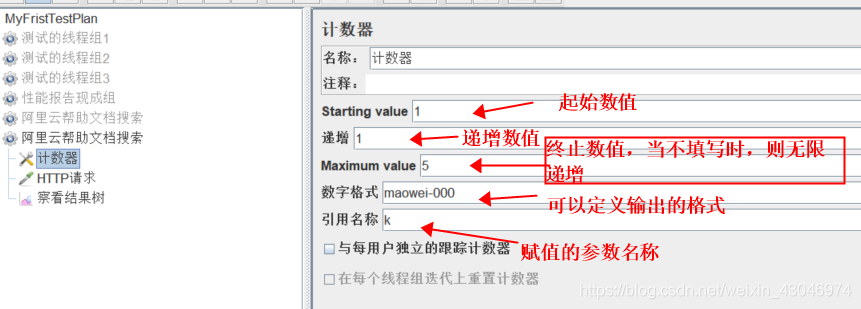 MyFristTestPlan
测试的线程组1
测试的线程组2
测试的线程组3
性能报告现成组
阿里云帮助文档搜索
阿里云帮助文档搜索
计数器
HTTP请求
察看结果树
计数器
名称： 计数器
注释：
Starting value 1
起始数值
递增 1
递增数值
Maximum value 5
终止数值，当不填写时，则无限
递增
数字格式 maowei-000
可以定义输出的格式
引用名称 k
赋值的参数名称
与每用户独立的跟踪计数器
在每个线程组迭代上重置计数器
https://blog.csdn.net/weixin_43046974